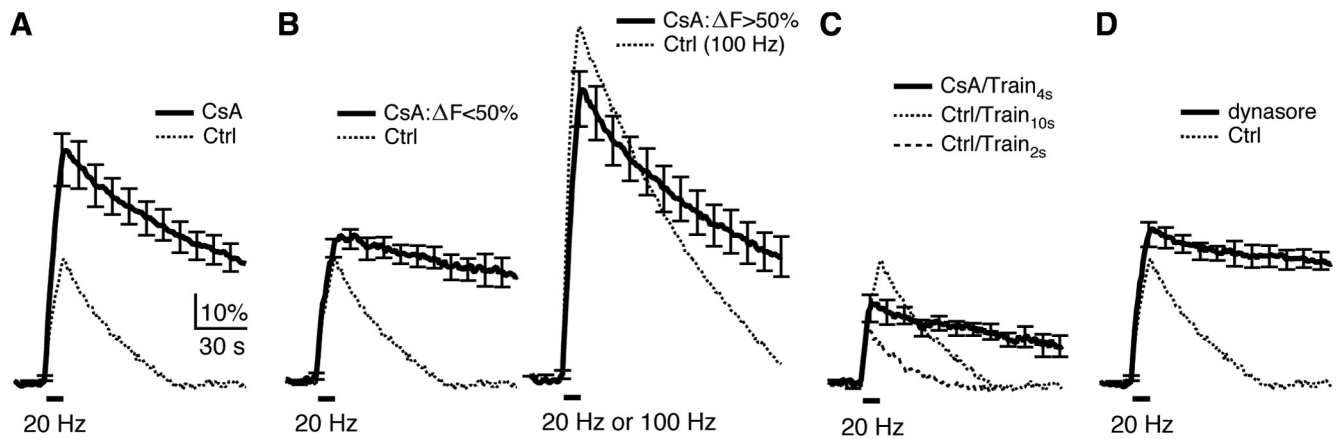 A
CsA
Ctrl
10%
30 s
20 Hz
B
CsA:ΔF<50%
Ctrl
20 Hz
CsA:ΔF>50%
Ctrl (100 Hz)
20 Hz or 100 Hz
C
CsA/Train4s
Ctrl/Train10s
Ctrl/Train2s
20 Hz
D
dynasore
Ctrl
20 Hz